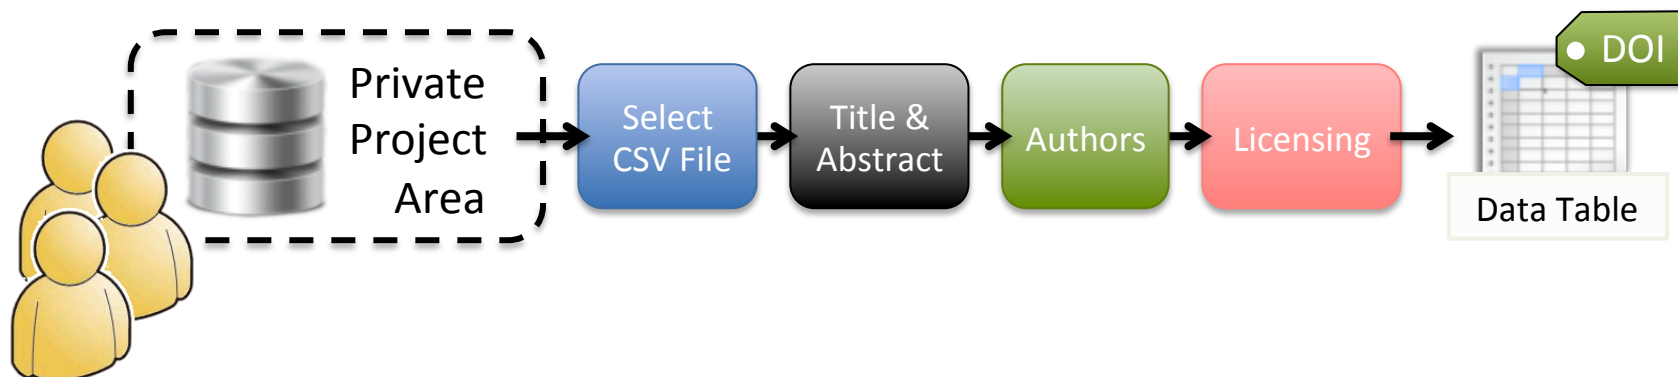 Private
Project
Area
Select
CSV File
Title &
Abstract
Authors
Licensing
DOI
Data Table